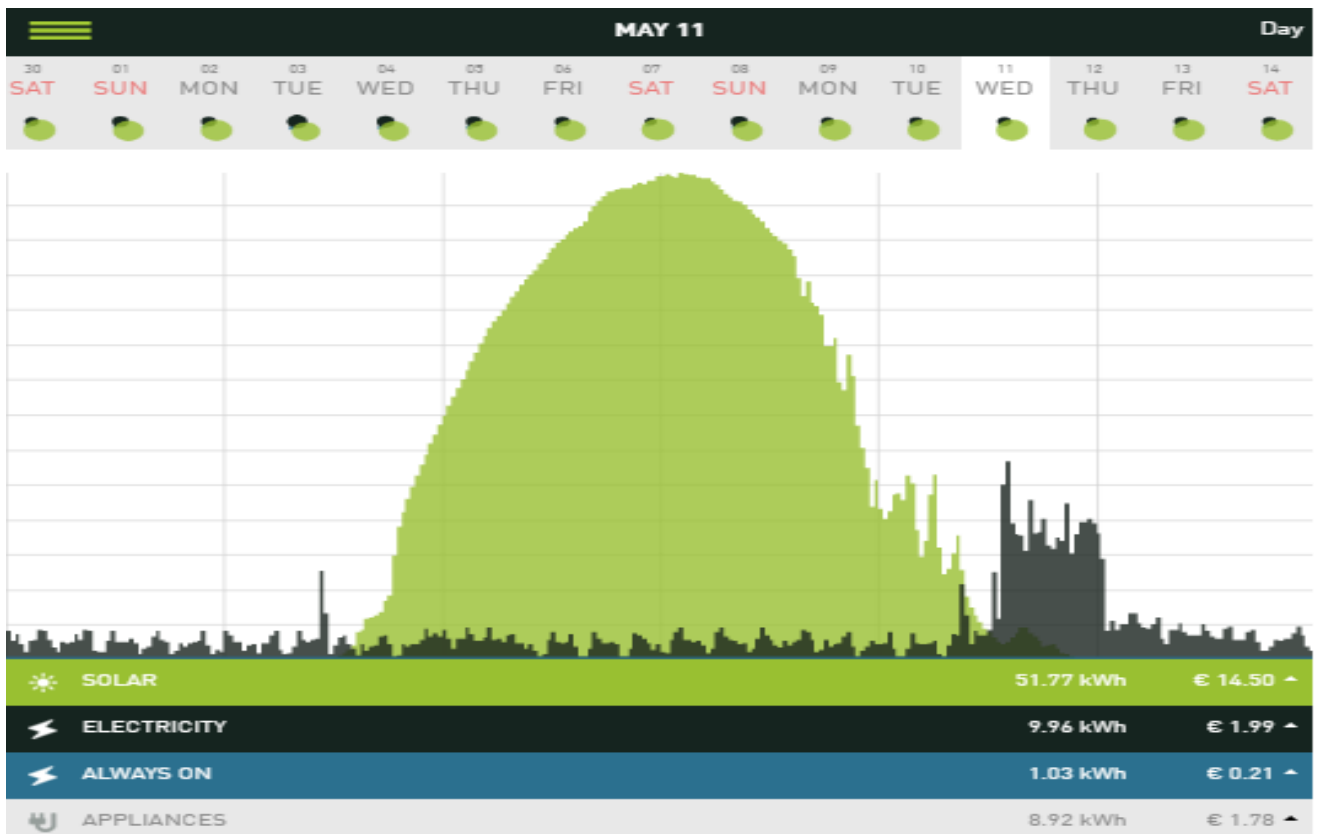 MAY 11 Day
30 01 02 03 04 05 06 07 08 09 10 11 12 13 14
SAT SUN MON TUE WED THU FRI SAT SUN MON TUE WED THU FRI SAT
SOLAR 51.77 kWh € 14.50
ELECTRICITY 9.96 kWh € 1.99
ALWAYS ON 1.03 kWh € 0.21
APPLIANCES 8.92 kWh € 1.78